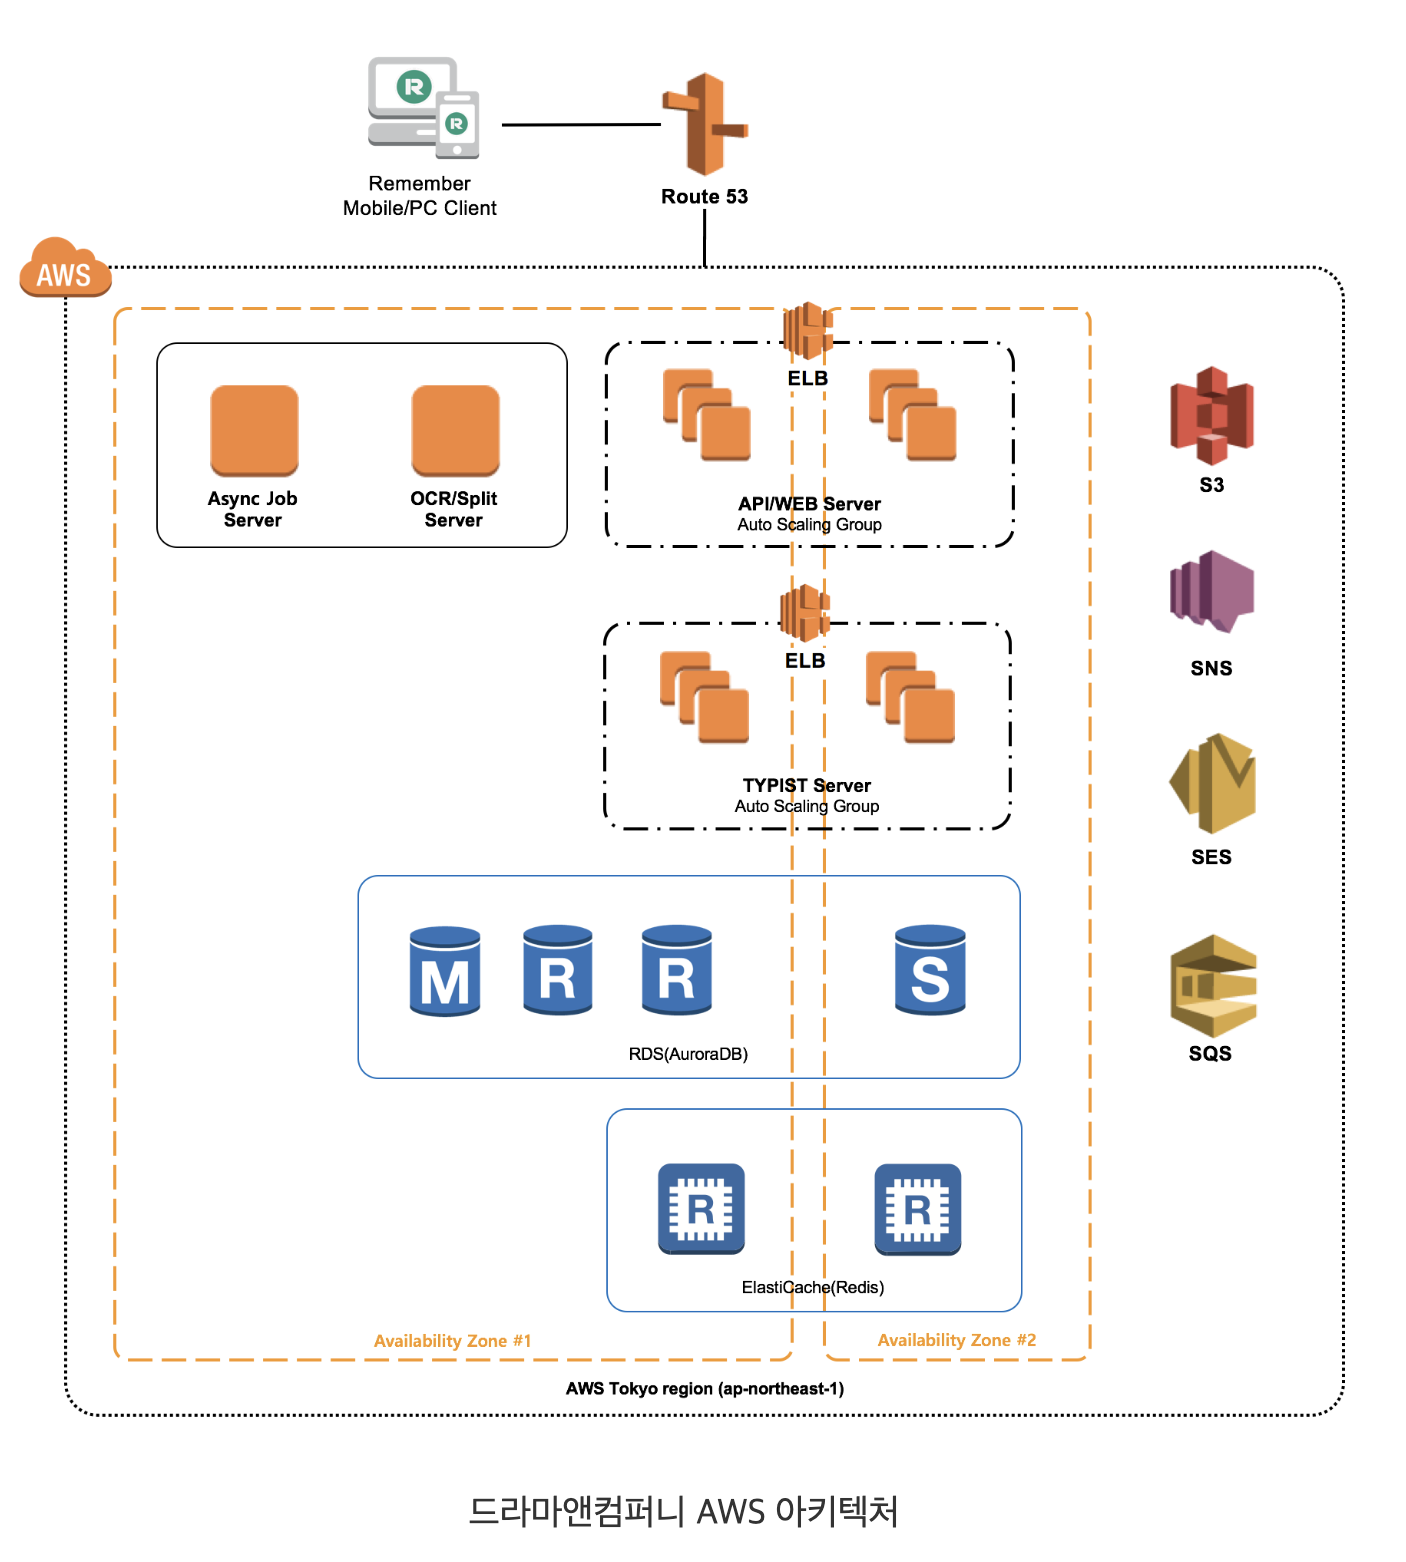 R
R
Remember
Mobile/PC Client
Route 53
AWS
ELB
Async Job
Server
OCR/Split
Server
API/WEB Server
Auto Scaling Group
S3
ELB
SNS
TYPIST Server
Auto Scaling Group
SES
M
R
R
S
RDS(AuroraDB)
SQS
R
R
ElastiCache(Redis)
Availability Zone #1
Availability Zone #2
AWS Tokyo region (ap-northeast-1)
드라마앤컴퍼니 AWS 아키텍처